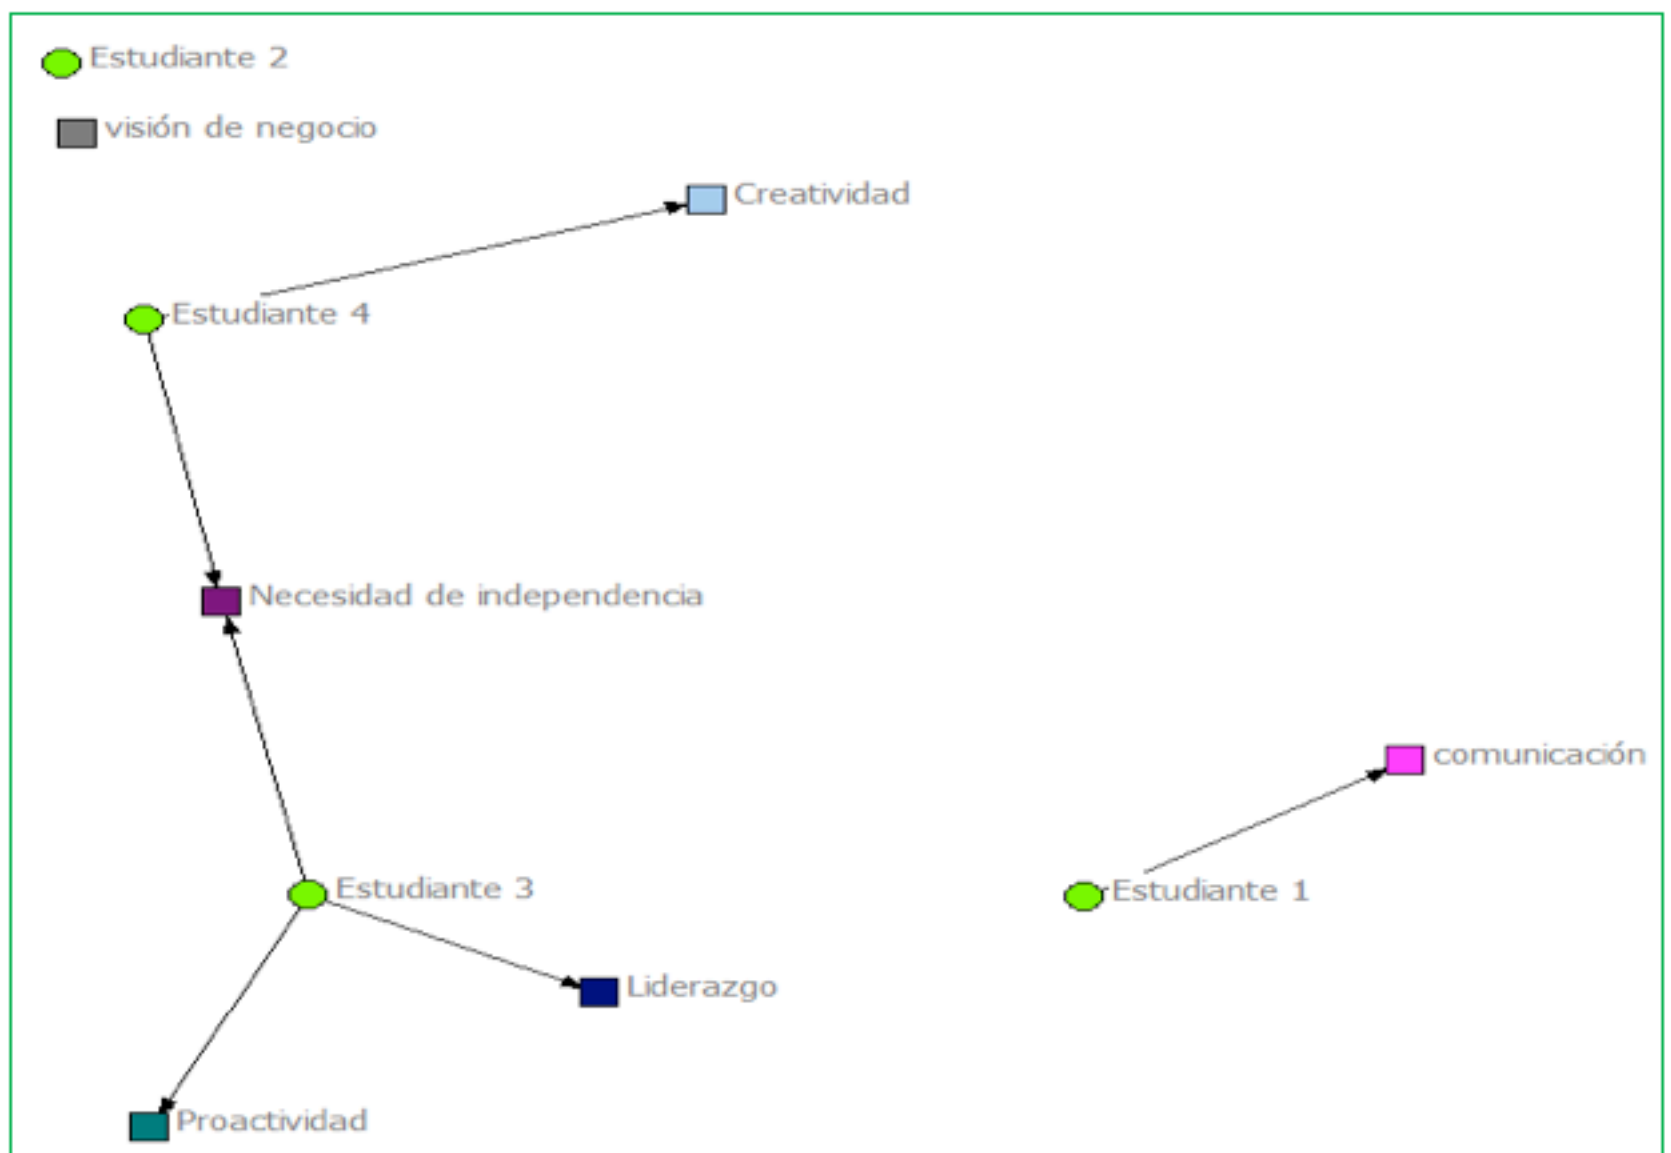 Estudiante 2
visión de negocio
Creatividad
Estudiante 4
Necesidad de independencia
comunicación
Estudiante 3
Estudiante 1
Liderazgo
Proactividad